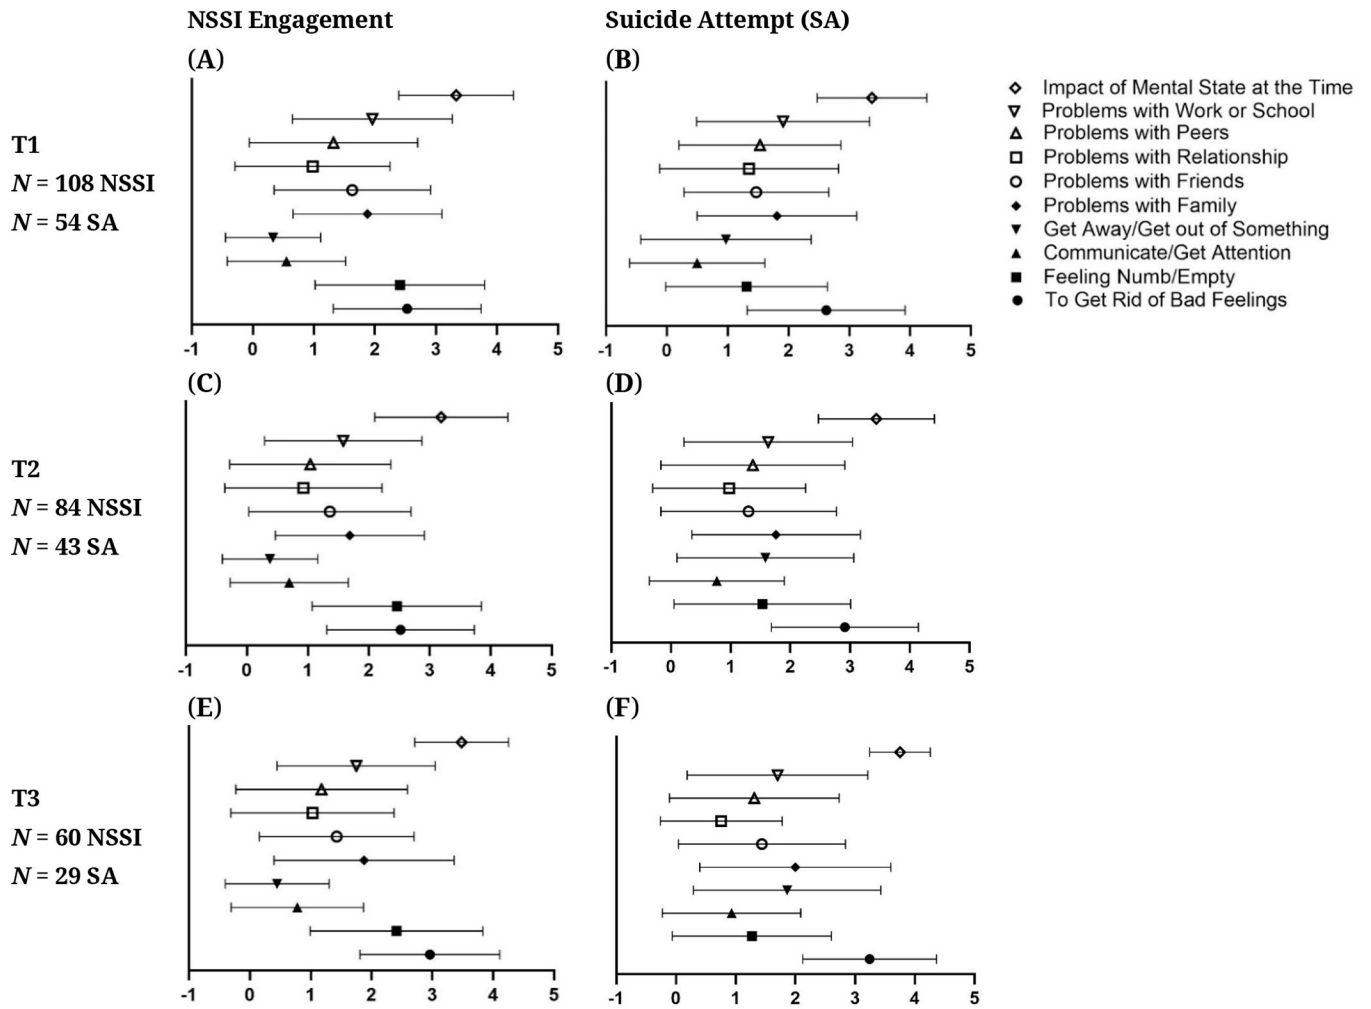 NSSI Engagement
Suicide Attempt (SA)
(A)
(B)
T1
N = 108 NSSI
N = 54 SA
-1 0 1 2 3 4 5
-1 0 1 2 3 4 5
Impact of Mental State at the Time
Problems with Work or School
Problems with Peers
Problems with Relationship
Problems with Friends
Problems with Family
Get Away/Get out of Something
Communicate/Get Attention
Feeling Numb/Empty
To Get Rid of Bad Feelings
(C)
(D)
T2
N = 84 NSSI
N = 43 SA
-1 0 1 2 3 4 5
-1 0 1 2 3 4 5
(E)
(F)
T3
N = 60 NSSI
N = 29 SA
-1 0 1 2 3 4 5
-1 0 1 2 3 4 5